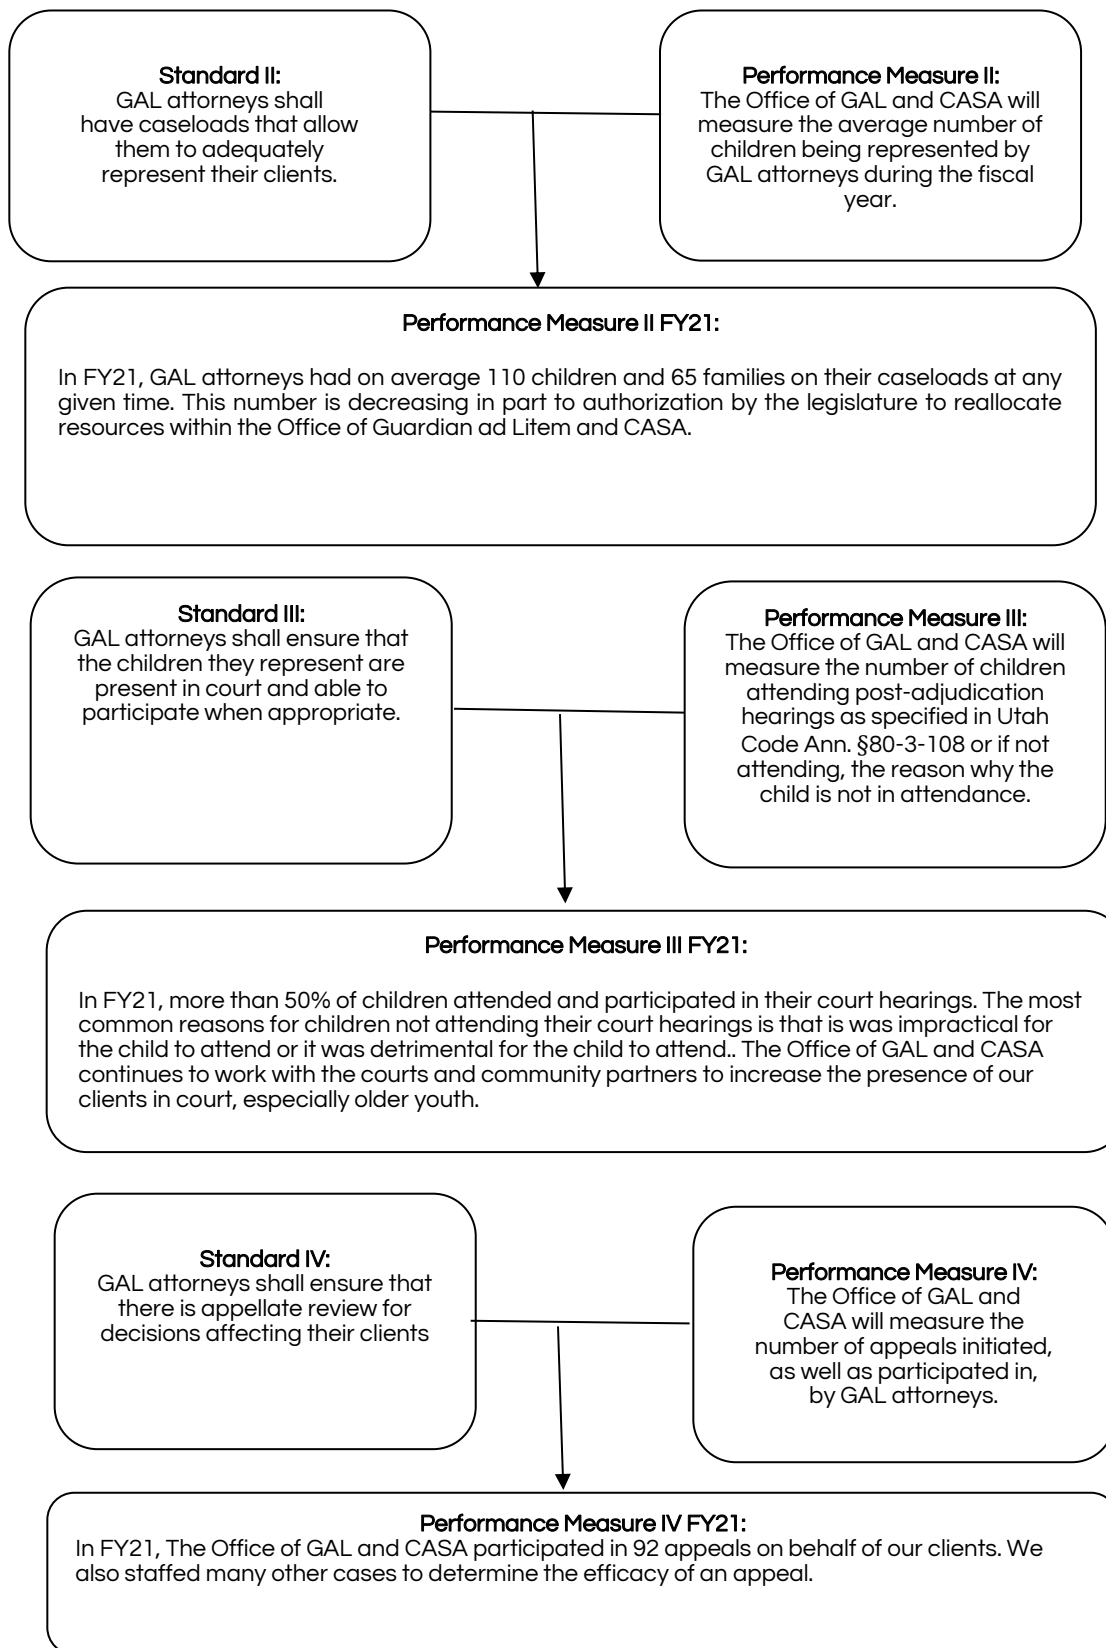 Standard II:
GAL attorneys shall
have caseloads that allow
them to adequately
represent their clients.
Performance Measure II:
The Office of GAL and CASA will
measure the average number of
children being represented by
GAL attorneys during the fiscal
year.
Performance Measure II FY21:
In FY21, GAL attorneys had on average 110 children and 65 families on their caseloads at any
given time. This number is decreasing in part to authorization by the legislature to reallocate
resources within the Office of Guardian ad Litem and CASA.
Standard III:
GAL attorneys shall ensure that
the children they represent are
present in court and able to
participate when appropriate.
Performance Measure III:
The Office of GAL and CASA will
measure the number of children
attending post-adjudication
hearings as specified in Utah
Code Ann. §80-3-108 or if not
attending, the reason why the
child is not in attendance.
Performance Measure III FY21:
In FY21, more than 50% of children attended and participated in their court hearings. The most
common reasons for children not attending their court hearings is that is was impractical for
the child to attend or it was detrimental for the child to attend.. The Office of GAL and CASA
continues to work with the courts and community partners to increase the presence of our
clients in court, especially older youth.
Standard IV:
GAL attorneys shall ensure that
there is appellate review for
decisions affecting their clients
Performance Measure IV:
The Office of GAL and
CASA will measure the
number of appeals initiated,
as well as participated in,
by GAL attorneys.
Performance Measure IV FY21:
In FY21, The Office of GAL and CASA participated in 92 appeals on behalf of our clients. We
also staffed many other cases to determine the efficacy of an appeal.